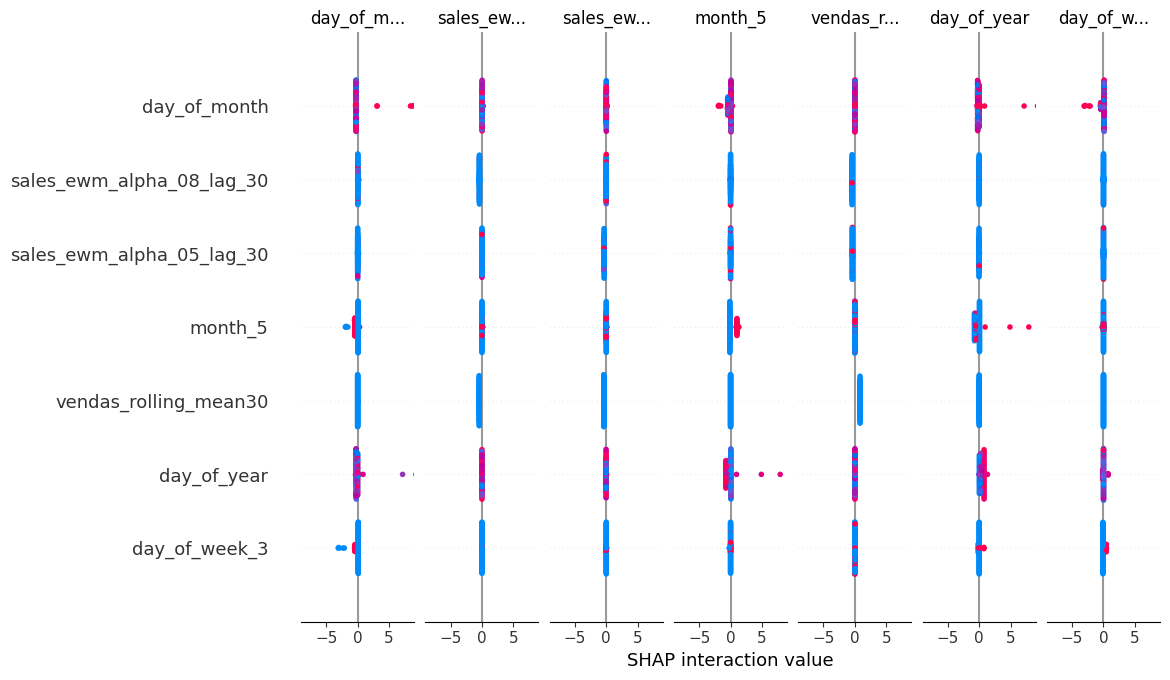 day_of_m... sales_ew... sales_ew... month_5 vendas_r... day_of_year day_of_w...
day_of_month
sales_ewm_alpha_08_lag_30
sales_ewm_alpha_05_lag_30
month_5
vendas_rolling_mean30
day_of_year
day_of_week_3
−5 0 5 −5 0 5 −5 0 5 −5 0 5 −5 0 5 −5 0 5 −5 0 5
SHAP interaction value